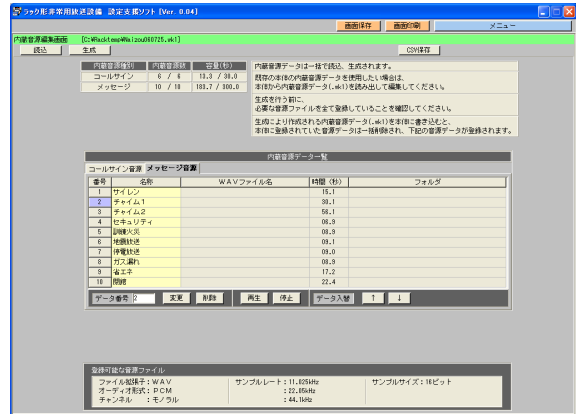 ラック形非常用放送設備 設定支援ソフト (Ver. 0.04)
画面保存 画面印刷 メニュー
内蔵音源編集画面 [C:¥Racktemp¥Naizou060725.wk1]
読込 生成 CSV保存
内蔵音源種別 内蔵音源数 容量(秒)
コールサイン 6 / 6 13.3 / 30.0
メッセージ 10 / 10 183.7 / 300.0
内蔵音源データは一括で読込、生成されます。
既存の本体の内蔵音源データを使用したい場合は、
本体から内蔵音源データ(.wk1)を読み出して編集してください。
生成を行う前に、
必要な音源ファイルを全て登録していることを確認してください。
生成により作成される内蔵音源データ(.wk1)を本体に書き込むと、
本体に登録されていた音源データは一括削除され、下記の音源データが登録されます。
内蔵音源データ一覧
コールサイン音源 メッセージ音源
番号 名称 WAVファイル名 時間 (秒) フォルダ
1 サイレン 15.1
2 チャイム1 30.1
3 チャイム2 56.1
4 セキュリティ 06.9
5 訓練火災 08.9
6 地震放送 09.1
7 停電放送 09.0
8 ガス漏れ 08.9
9 省エネ 17.2
10 閉館 22.4
データ番号 2 変更 削除 再生 停止 データ入替 ↑ ↓
登録可能な音源ファイル
ファイル拡張子:WAV サンプルレート:11.025kHz サンプルサイズ:16ビット
オーディオ形式:PCM :22.05kHz
チャンネル :モノラル :44.1kHz